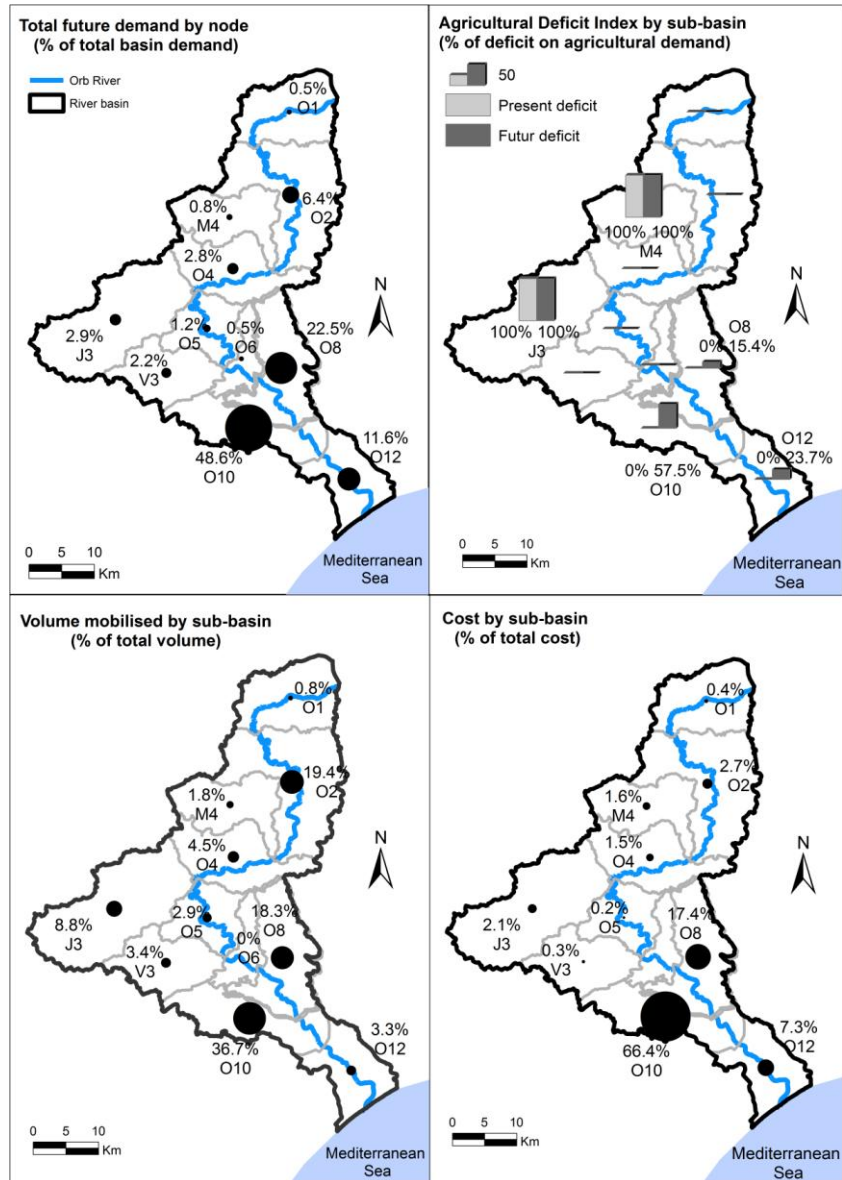 Total future demand by node
(% of total basin demand)
Orb River
River basin
0.5%
O1
6.4%
O2
0.8%
M4
2.8%
O4
N
2.9%
J3
1.2%
O5
0.5%
O6
22.5%
O8
2.2%
V3
48.6%
O10
11.6%
O12
0 5 10
Km
Mediterranean
Sea
Agricultural Deficit Index by sub-basin
(% of deficit on agricultural demand)
50
Present deficit
Futur deficit
100% 100%
M4
N
100% 100%
J3
O8
0% 15.4%
O12
0% 23.7%
0% 57.5%
O10
0 5 10
Km
Mediterranean
Sea
Volume mobilised by sub-basin
(% of total volume)
0.8%
O1
19.4%
O2
1.8%
M4
4.5%
O4
N
8.8%
J3
2.9%
O5
0%
O6
18.3%
O8
3.4%
V3
36.7%
O10
3.3%
O12
0 5 10
Km
Mediterranean
Sea
Cost by sub-basin
(% of total cost)
0.4%
O1
2.7%
O2
1.6%
M4
1.5%
O4
N
2.1%
J3
0.2%
O5
17.4%
O8
0.3%
V3
66.4%
O10
7.3%
O12
0 5 10
Km
Mediterranean
Sea